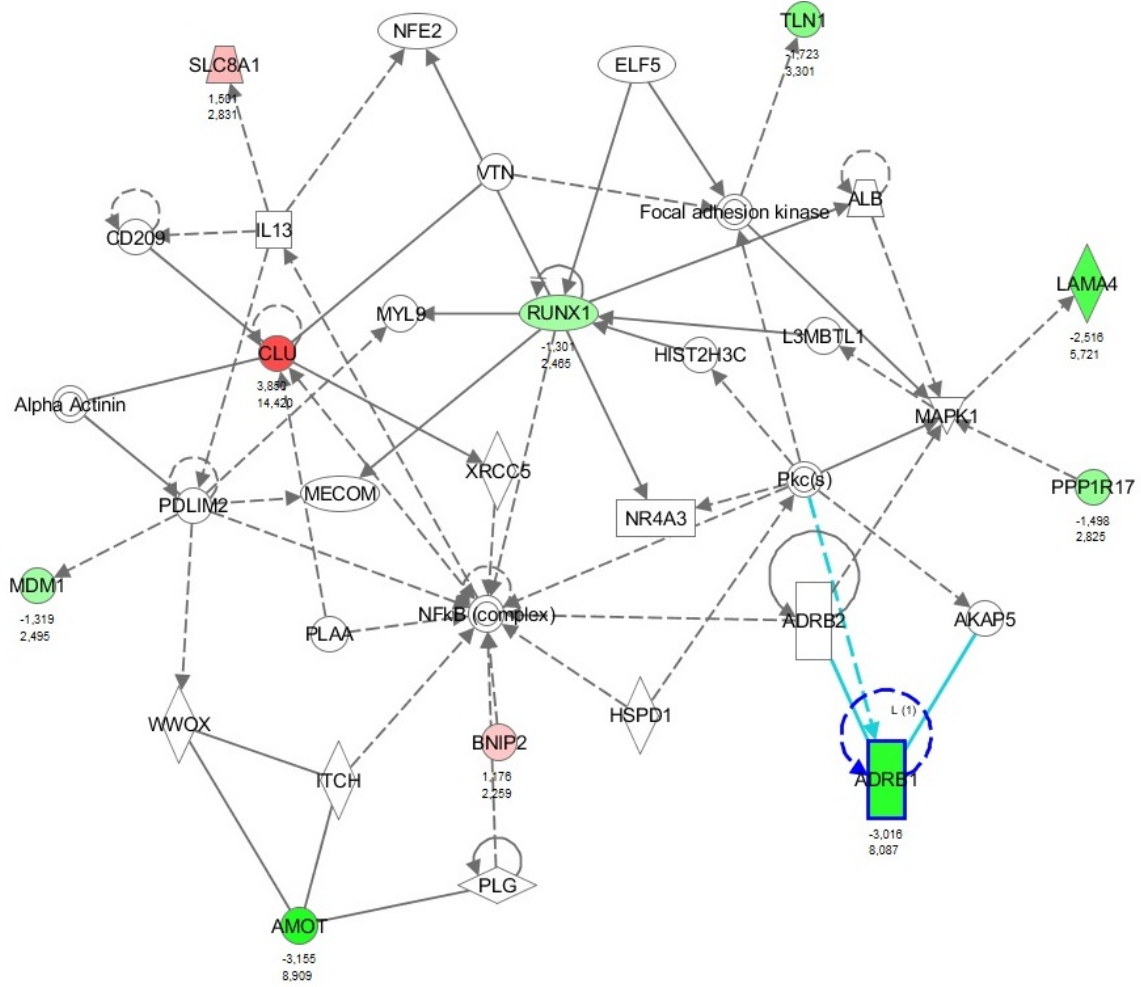 NFE2
TLN1
-1,723
3,301
SLC8A1
2,831
ELF5
VTN
Focal adhesion kinase
ALB
CD209
IL13
LAMA4
-2,516
5,721
MYL9
RUNX1
-1,301
2,465
L3MBTL1
HIST2H3C
CLU
14,420
Alpha Actinin
MAPK1
XRCC5
MECOM
PDLIM2
NR4A3
Pkc(s)
PPP1R17
-1,498
2,825
MDM1
-1,319
2,495
PLAA
NFkB (complex)
ADRB2
AKAP5
WWOX
HSPD1
L (1)
BNIP2
1,176
2,259
ITCH
ADRB1
-3,016
8,087
PLG
AMOT
-3,155
8,909